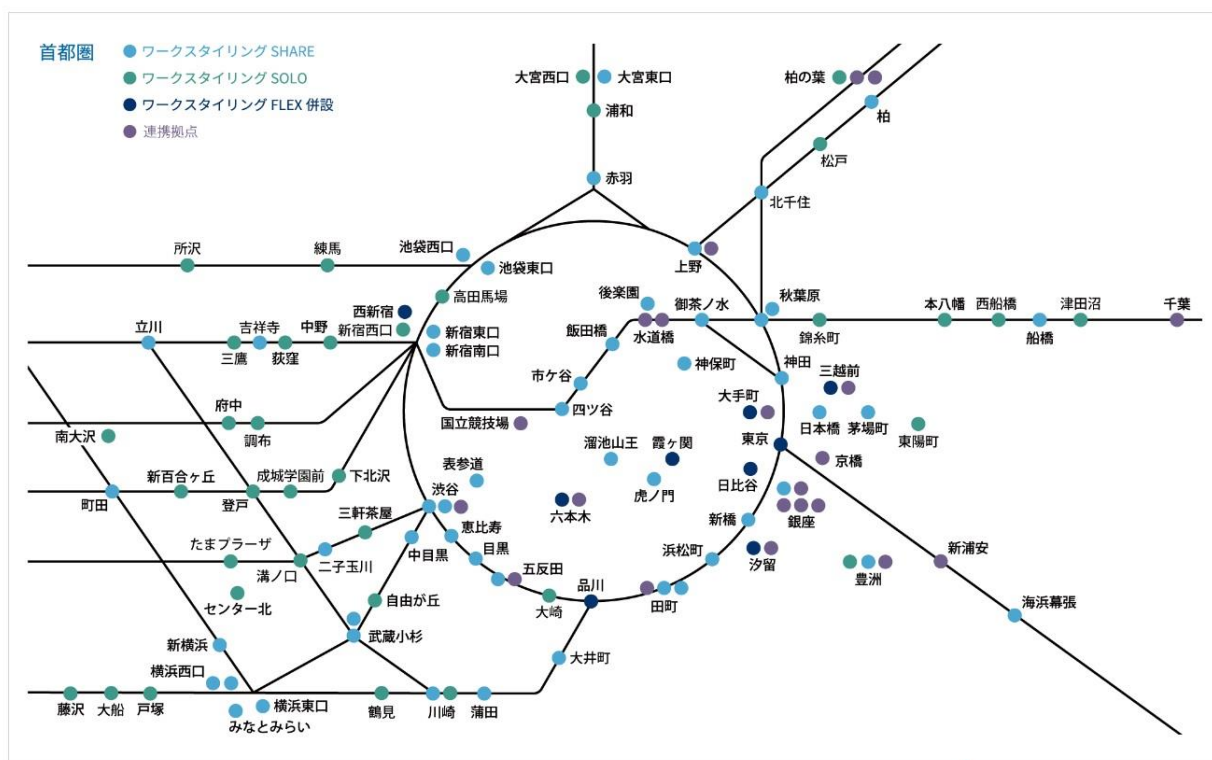 首都圏
ワークスタイリング SHARE
ワークスタイリング SOLO
ワークスタイリング FLEX 併設
連携拠点
大宮西口
大宮東口
浦和
赤羽
柏の葉
柏
松戸
北千住
所沢
練馬
池袋西口
池袋東口
上野
高田馬場
後楽園
御茶ノ水
秋葉原
本八幡
西船橋
津田沼
千葉
立川
吉祥寺
中野
西新宿
新宿西口
新宿東口
新宿南口
飯田橋
水道橋
錦糸町
船橋
三鷹
荻窪
神保町
神田
三越前
市ケ谷
大手町
府中
調布
国立競技場
四ツ谷
日本橋
茅場町
東陽町
南大沢
溜池山王
霞ヶ関
東京
京橋
新百合ヶ丘
成城学園前
下北沢
表参道
虎ノ門
日比谷
町田
登戸
渋谷
六本木
銀座
三軒茶屋
恵比寿
新橋
たまプラーザ
溝ノ口
二子玉川
中目黒
目黒
浜松町
汐留
新浦安
五反田
品川
豊洲
センター北
自由が丘
大崎
田町
海浜幕張
新横浜
武蔵小杉
大井町
横浜西口
藤沢
大船
戸塚
横浜東口
みなとみらい
鶴見
川崎
蒲田